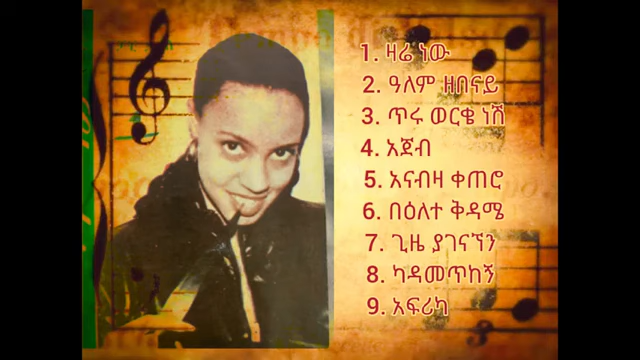 1. ዛሬ ነው
2. ዓለም ዘበናይ
3. ጥሩ ወርቄ ነሽ
4. አጀብ
5. አናብዛ ቀጠሮ
6. በዕለተ ቅዳሜ
7. ጊዜ ያገናኘን
8. ካዳመጥከኝ
9. አፍሪካ